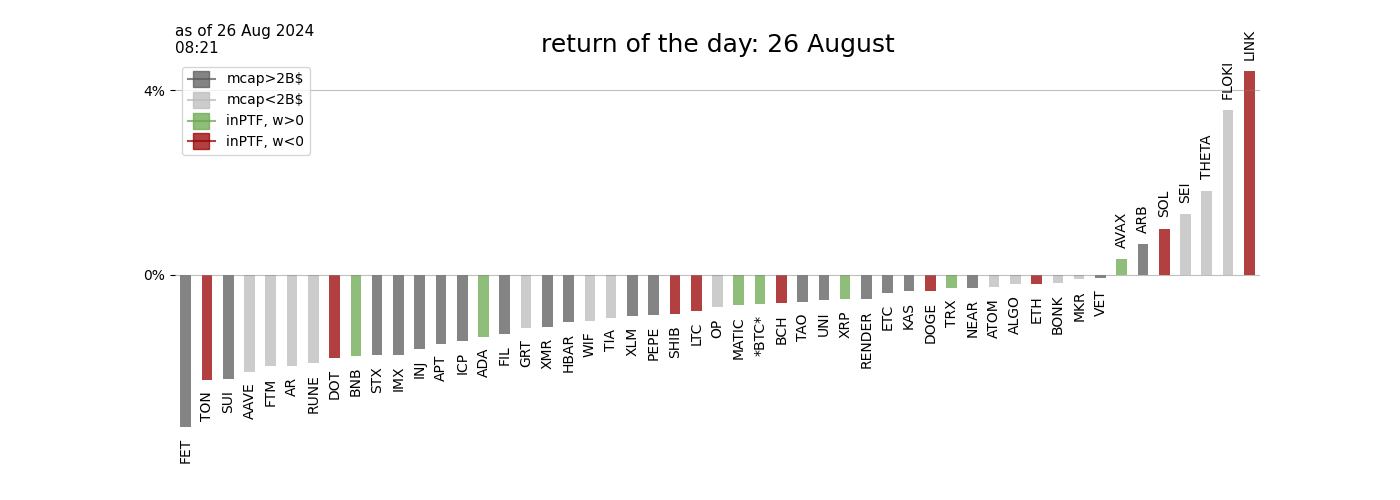 as of 26 Aug 2024
08:21
return of the day: 26 August
mcap>2B$
mcap<2B$
inPTF, w>0
inPTF, w<0
4%
0%
FET
TON
SUI
AAVE
FTM
AR
RUNE
DOT
BNB
STX
IMX
INJ
APT
ICP
ADA
FIL
GRT
XMR
HBAR
WIF
TIA
XLM
PEPE
SHIB
LTC
OP
MATIC
*BTC*
BCH
TAO
UNI
XRP
RENDER
ETC
KAS
DOGE
TRX
NEAR
ATOM
ALGO
ETH
BONK
MKR
VET
AVAX
ARB
SOL
SEI
THETA
FLOKI
LINK